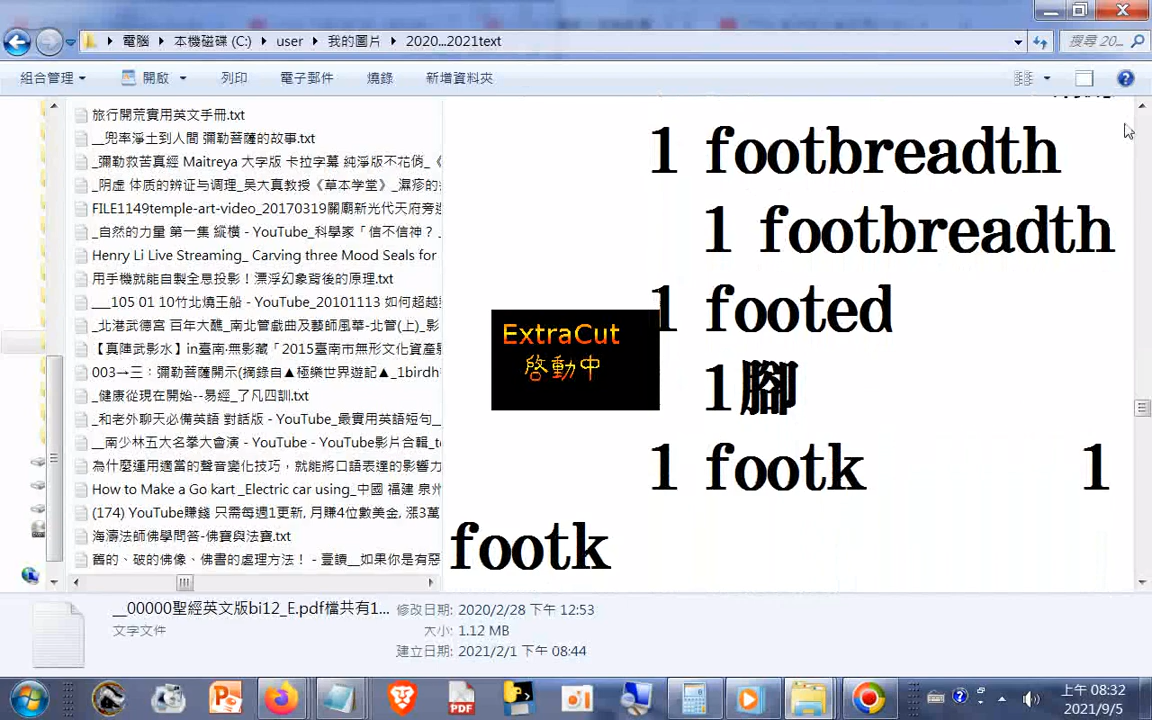 電腦 本機磁碟 (C:) user 我的圖片 2020...2021text
搜尋 20...
組合管理 開啟 列印 電子郵件 燒錄 新增資料夾
旅行開荒實用英文手冊.txt
__兜率淨土到人間 彌勒菩薩的故事.txt
_彌勒救苦真經 Maitreya 大字版 卡拉字幕 純淨版不花俏_《
_阴虚 体质的辨证与调理_吴大真教授《草本学堂》_濕疹的
FILE1149temple-art-video_20170319關廟新光代天府旁
_自然的力量 第一集 縱橫 - YouTube_科學家「信不信神？
Henry Li Live Streaming_ Carving three Mood Seals for
用手機就能自製全息投影！漂浮幻象背後的原理.txt
___105 01 10竹北燒王船 - YouTube_20101113 如何超越
_北港武德宮 百年大醮_南北管戲曲及藝師風華-北管(上)_影
【真陣武影水】in臺南·無影藏「2015臺南市無形文化資產
003→三：彌勒菩薩開示(摘錄自▲極樂世界遊記▲_1birdh
_健康從現在開始--易經_了凡四訓.txt
_和老外聊天必備英語 對話版 - YouTube_最實用英語短句_
__南少林五大名拳大會演 - YouTube - YouTube影片合輯_to
為什麼運用適當的聲音變化技巧，就能將口語表達的影響力
How to Make a Go kart _Electric car using_中國 福建 泉州
(174) YouTube賺錢 只需每週1更新, 月賺4位數美金, 漲3萬
海濤法師佛學問答-佛寶與法寶.txt
舊的、破的佛像、佛書的處理方法！ - 壹讀__如果你是有惡
1 footbreadth
1 footbreadth
1 footed
ExtraCut
啓動中
1腳
1 footk 1
footk
__00000聖經英文版bi12_E.pdf檔共有1... 修改日期: 2020/2/28 下午 12:53
文字文件 大小: 1.12 MB
建立日期: 2021/2/1 下午 08:44
上午 08:32
2021/9/5